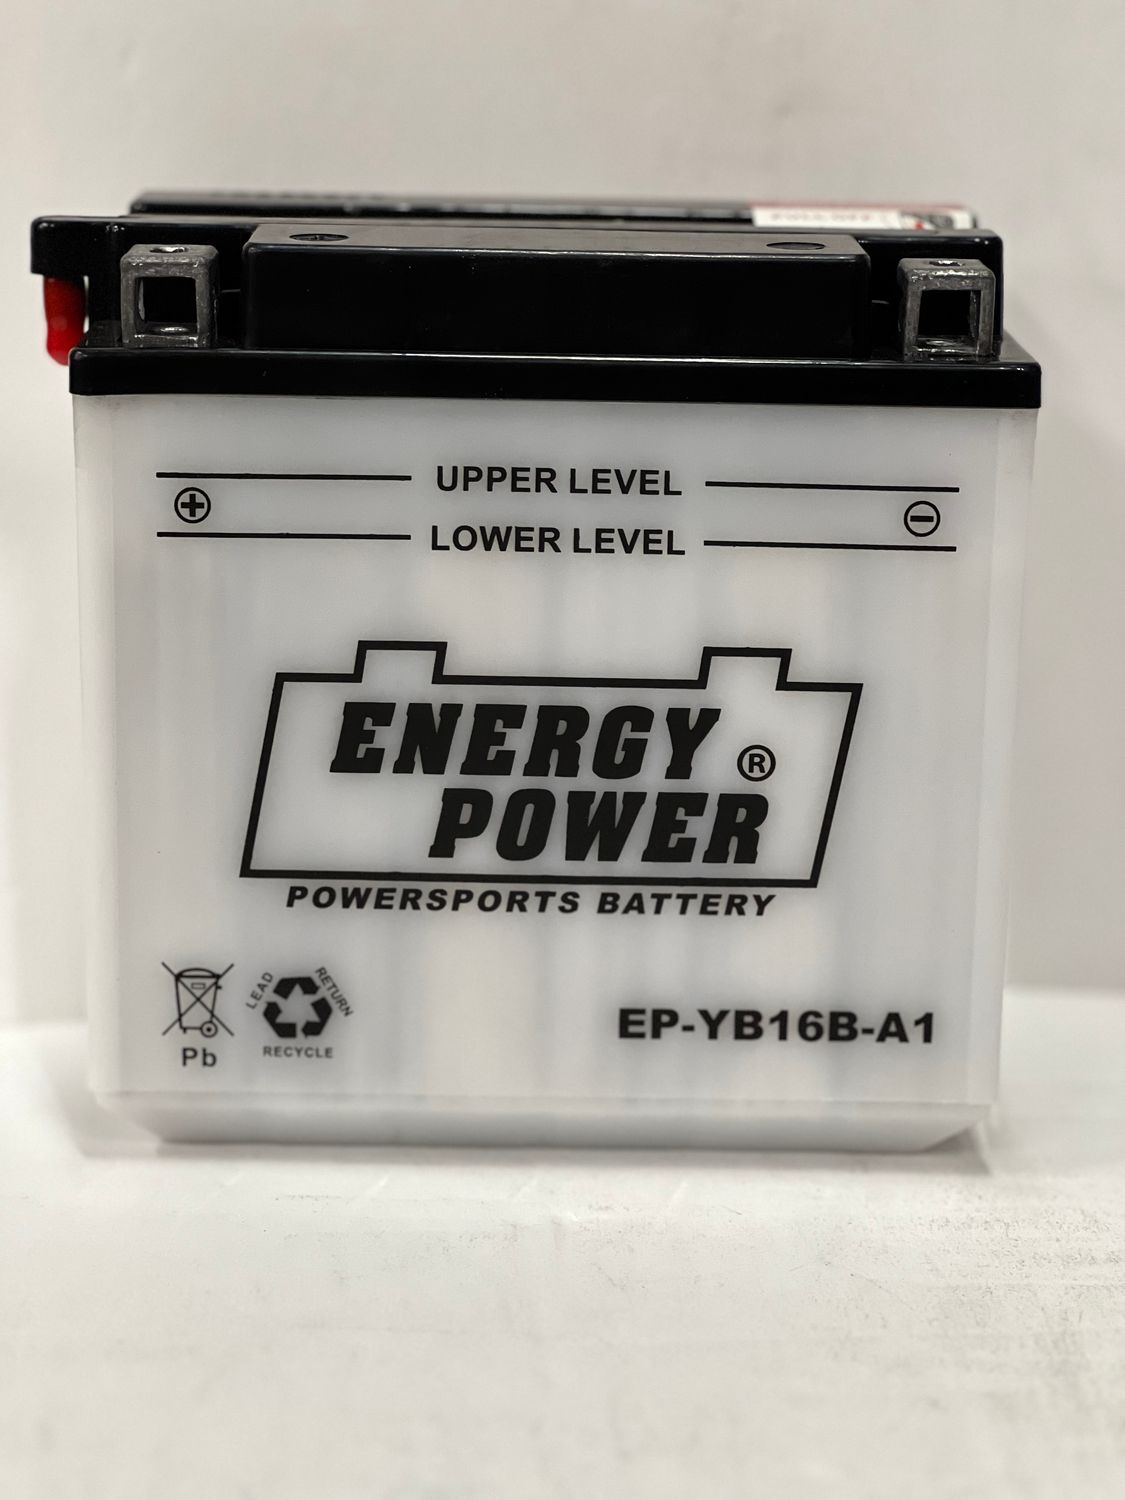 UPPER LEVEL
LOWER LEVEL
ENERGY
POWER ®
POWERSPORTS BATTERY
LEAD
RETURN
RECYCLE
Pb
EP-YB16B-A1